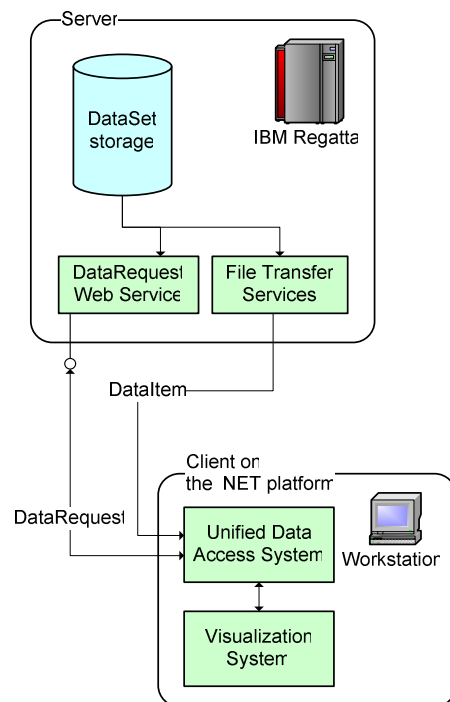 Server
DataSet
storage
IBM Regatta
DataRequest
Web Service
File Transfer
Services
DataItem
Client on
the NET platform
DataRequest
Unified Data
Access System
Workstation
Visualization
System